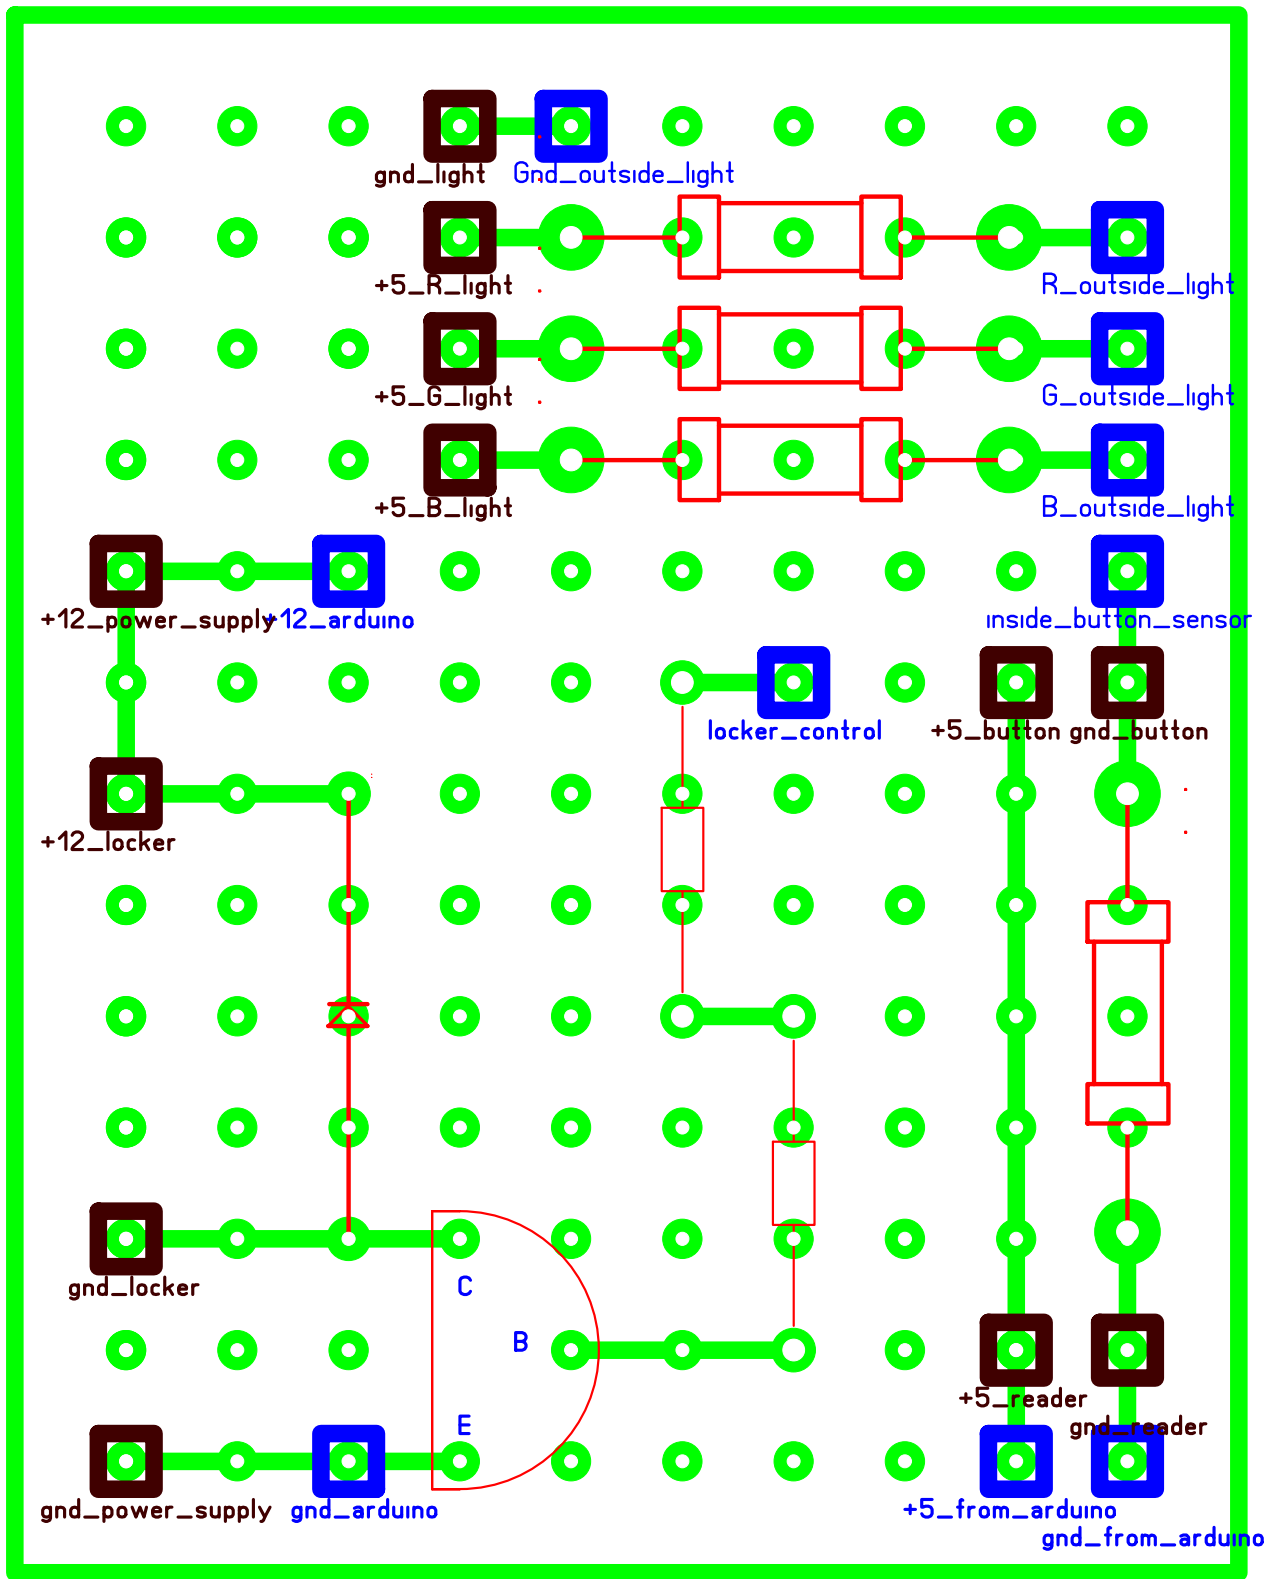 gnd_light Gnd_outside_light
+5_R_light R_outside_light
+5_G_light G_outside_light
+5_B_light B_outside_light
+12_power_supply +12_arduino inside_button_sensor
locker_control +5_button gnd_button
+12_locker
gnd_locker C
B
+5_reader
E gnd_reader
gnd_power_supply gnd_arduino +5_from_arduino
gnd_from_arduino